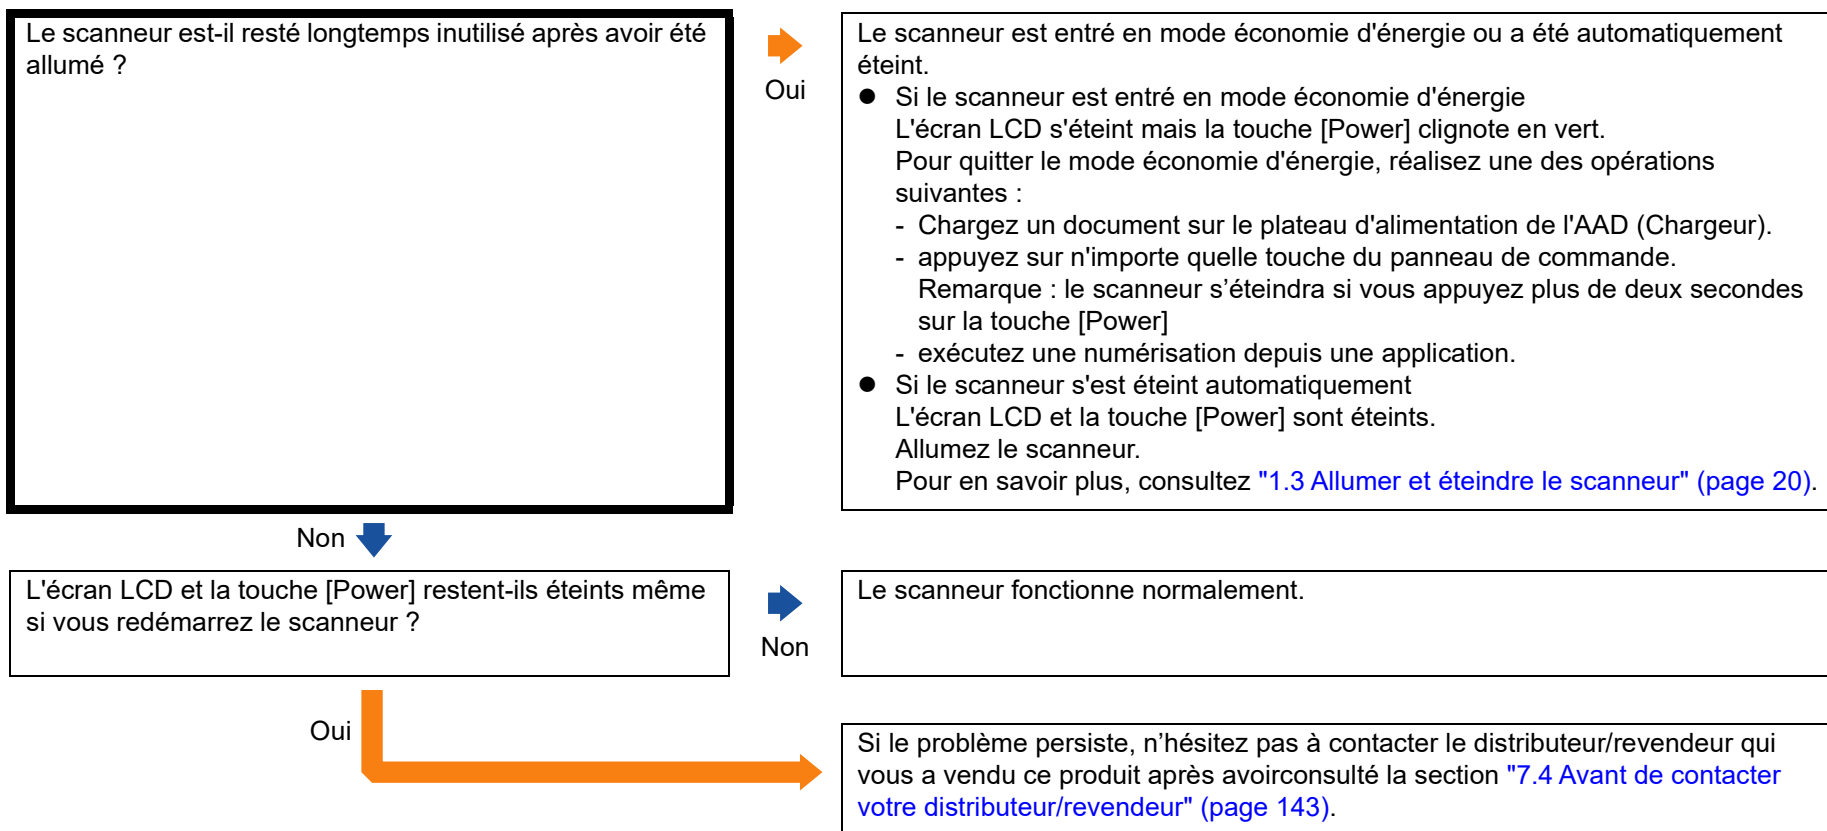 Le scanneur est-il resté longtemps inutilisé après avoir été
allumé ?
Oui
Le scanneur est entré en mode économie d'énergie ou a été automatiquement
éteint.
● Si le scanneur est entré en mode économie d'énergie
L'écran LCD s'éteint mais la touche [Power] clignote en vert.
Pour quitter le mode économie d'énergie, réalisez une des opérations
suivantes :
- Chargez un document sur le plateau d'alimentation de l'AAD (Chargeur).
- appuyez sur n'importe quelle touche du panneau de commande.
Remarque : le scanneur s’éteindra si vous appuyez plus de deux secondes
sur la touche [Power]
- exécutez une numérisation depuis une application.
● Si le scanneur s'est éteint automatiquement
L'écran LCD et la touche [Power] sont éteints.
Allumez le scanneur.
Pour en savoir plus, consultez "1.3 Allumer et éteindre le scanneur" (page 20).
Non
L'écran LCD et la touche [Power] restent-ils éteints même
si vous redémarrez le scanneur ?
Non
Le scanneur fonctionne normalement.
Oui
Si le problème persiste, n’hésitez pas à contacter le distributeur/revendeur qui
vous a vendu ce produit après avoirconsulté la section "7.4 Avant de contacter
votre distributeur/revendeur" (page 143).